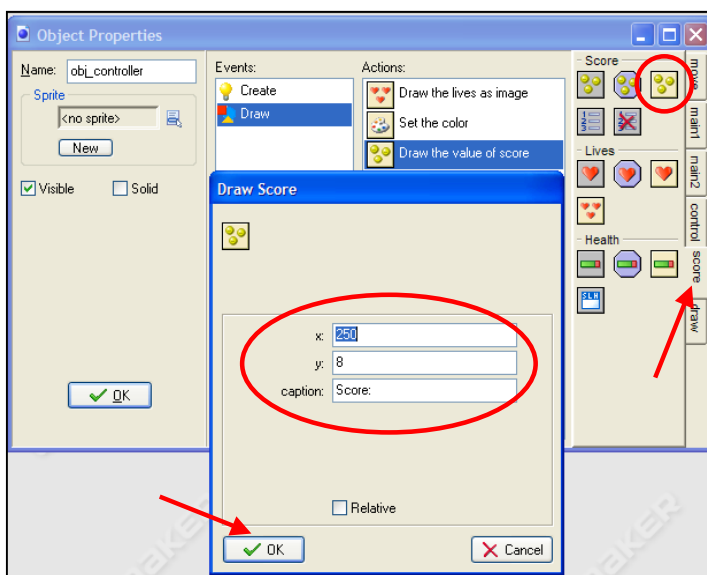 Object Properties
Name: obj_controller
Sprite
<no sprite>
New
Visible
Solid
OK
Events:
Create
Draw
Actions:
Draw the lives as image
Set the color
Draw the value of score
Score
Lives
Health
move
main1
main2
control
score
draw
Draw Score
x: 250
y: 8
caption: Score:
Relative
OK
Cancel